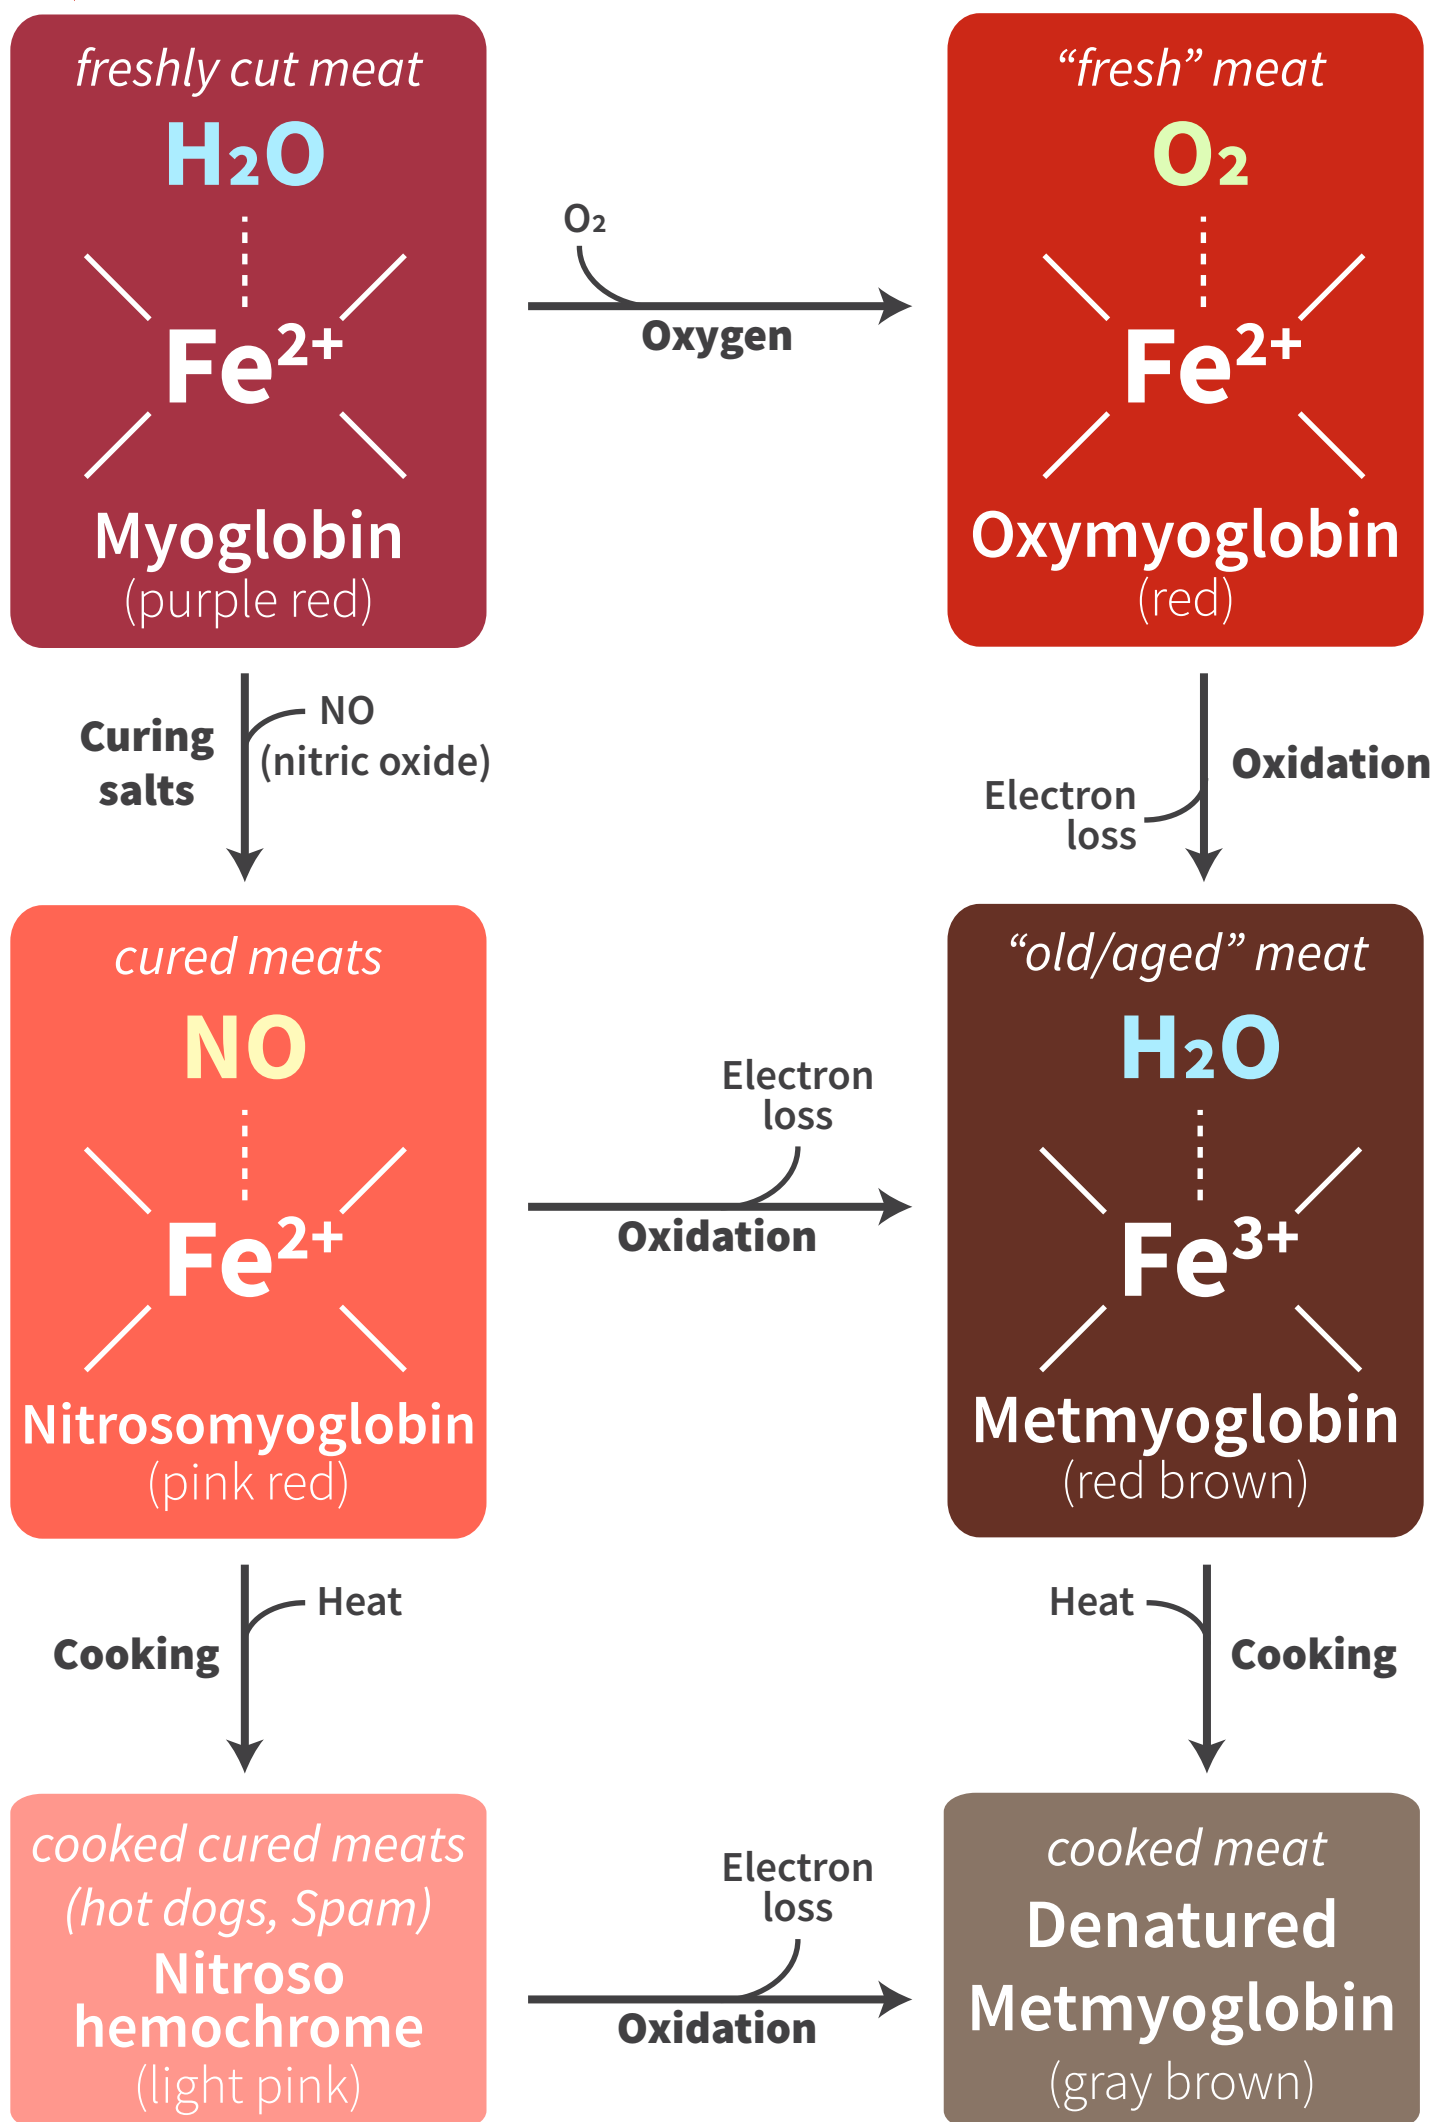 freshly cut meat
H₂O
Fe²⁺
Myoglobin
(purple red)
O₂
Oxygen
“fresh” meat
O₂
Fe²⁺
Oxymyoglobin
(red)
Curing
salts
NO
(nitric oxide)
Electron
loss
Oxidation
cured meats
NO
Fe²⁺
Nitrosomyoglobin
(pink red)
Electron
loss
Oxidation
“old/aged” meat
H₂O
Fe³⁺
Metmyoglobin
(red brown)
Cooking
Heat
Heat
Cooking
cooked cured meats
(hot dogs, Spam)
Nitroso
hemochrome
(light pink)
Electron
loss
Oxidation
cooked meat
Denatured
Metmyoglobin
(gray brown)